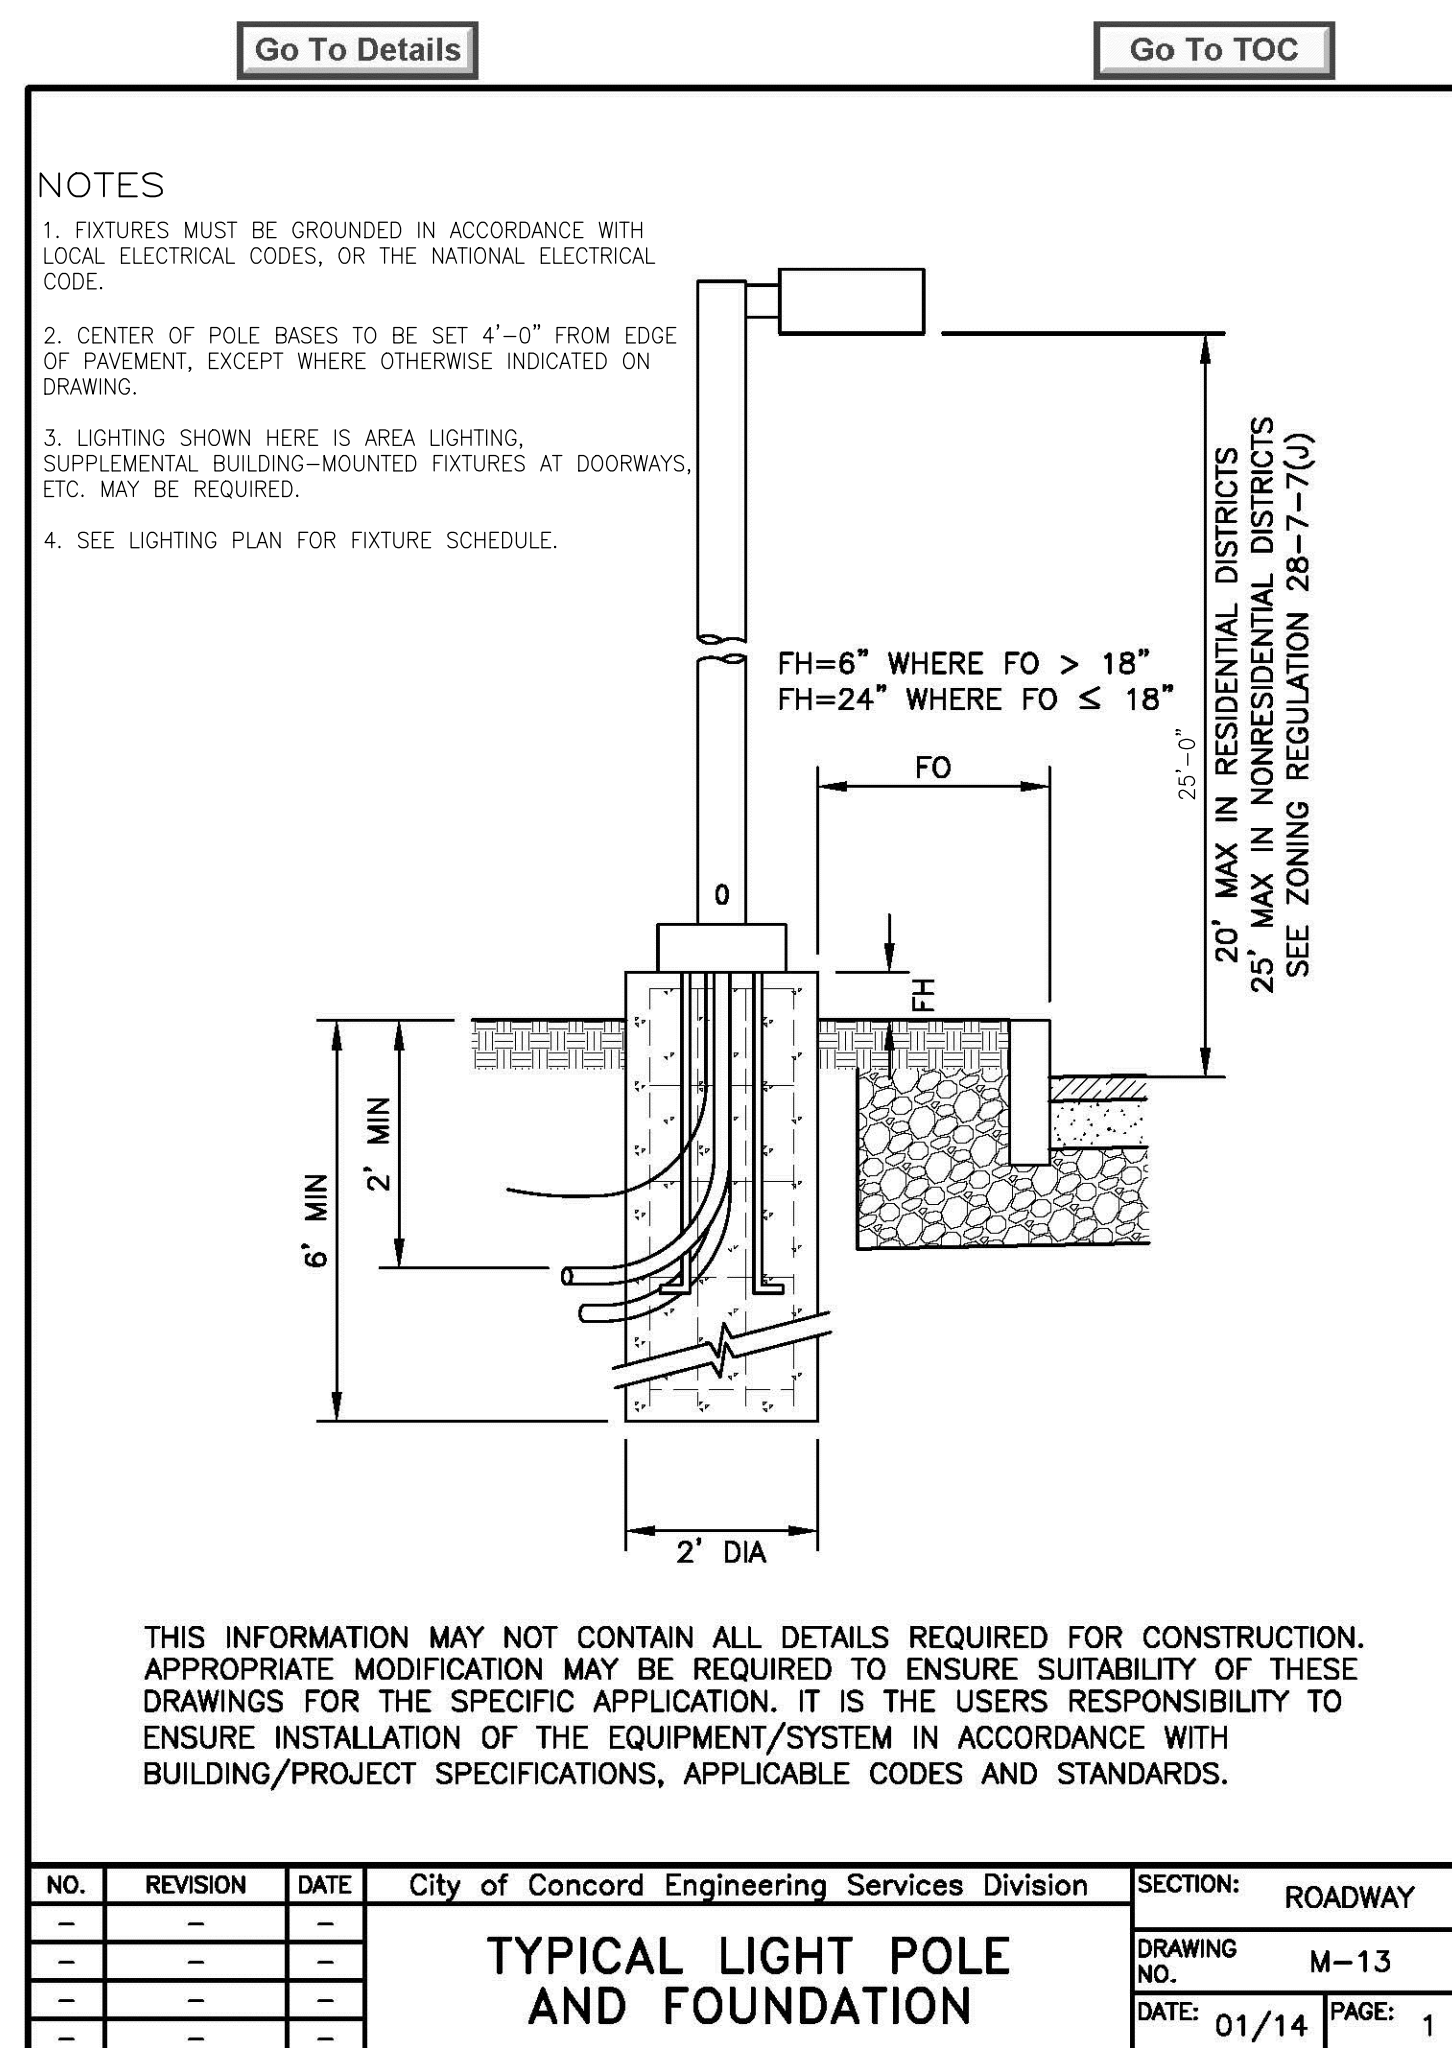 Go To Details
Go To TOC
NOTES
1. FIXTURES MUST BE GROUNDED IN ACCORDANCE WITH
LOCAL ELECTRICAL CODES, OR THE NATIONAL ELECTRICAL
CODE.
2. CENTER OF POLE BASES TO BE SET 4'-0" FROM EDGE
OF PAVEMENT, EXCEPT WHERE OTHERWISE INDICATED ON
DRAWING.
3. LIGHTING SHOWN HERE IS AREA LIGHTING,
SUPPLEMENTAL BUILDING-MOUNTED FIXTURES AT DOORWAYS,
ETC. MAY BE REQUIRED.
4. SEE LIGHTING PLAN FOR FIXTURE SCHEDULE.
FH=6" WHERE FO > 18"
FH=24" WHERE FO ≤ 18"
25'-0"
20' MAX IN RESIDENTIAL DISTRICTS
25' MAX IN NONRESIDENTIAL DISTRICTS
SEE ZONING REGULATION 28-7-7(J)
FO
FH
2' MIN
6' MIN
2' DIA
THIS INFORMATION MAY NOT CONTAIN ALL DETAILS REQUIRED FOR CONSTRUCTION.
APPROPRIATE MODIFICATION MAY BE REQUIRED TO ENSURE SUITABILITY OF THESE
DRAWINGS FOR THE SPECIFIC APPLICATION. IT IS THE USERS RESPONSIBILITY TO
ENSURE INSTALLATION OF THE EQUIPMENT/SYSTEM IN ACCORDANCE WITH
BUILDING/PROJECT SPECIFICATIONS, APPLICABLE CODES AND STANDARDS.
NO. REVISION DATE
- - -
- - -
- - -
- - -
City of Concord Engineering Services Division
TYPICAL LIGHT POLE
AND FOUNDATION
SECTION: ROADWAY
DRAWING
NO. M-13
DATE: 01/14 PAGE: 1